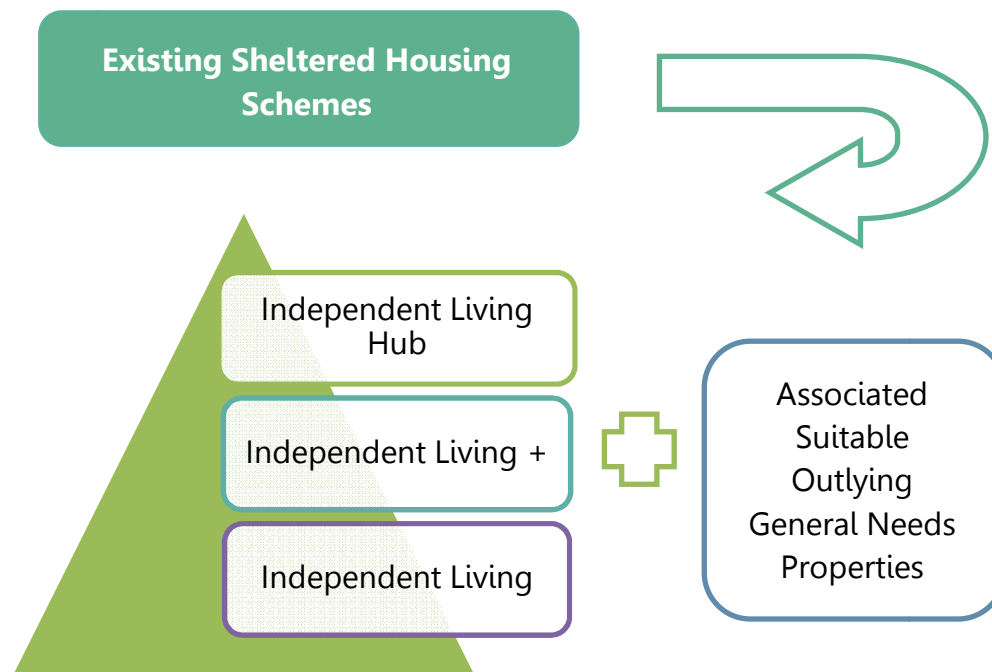 Existing Sheltered Housing
Schemes
Independent Living
Hub
Independent Living +
Independent Living
Associated
Suitable
Outlying
General Needs
Properties